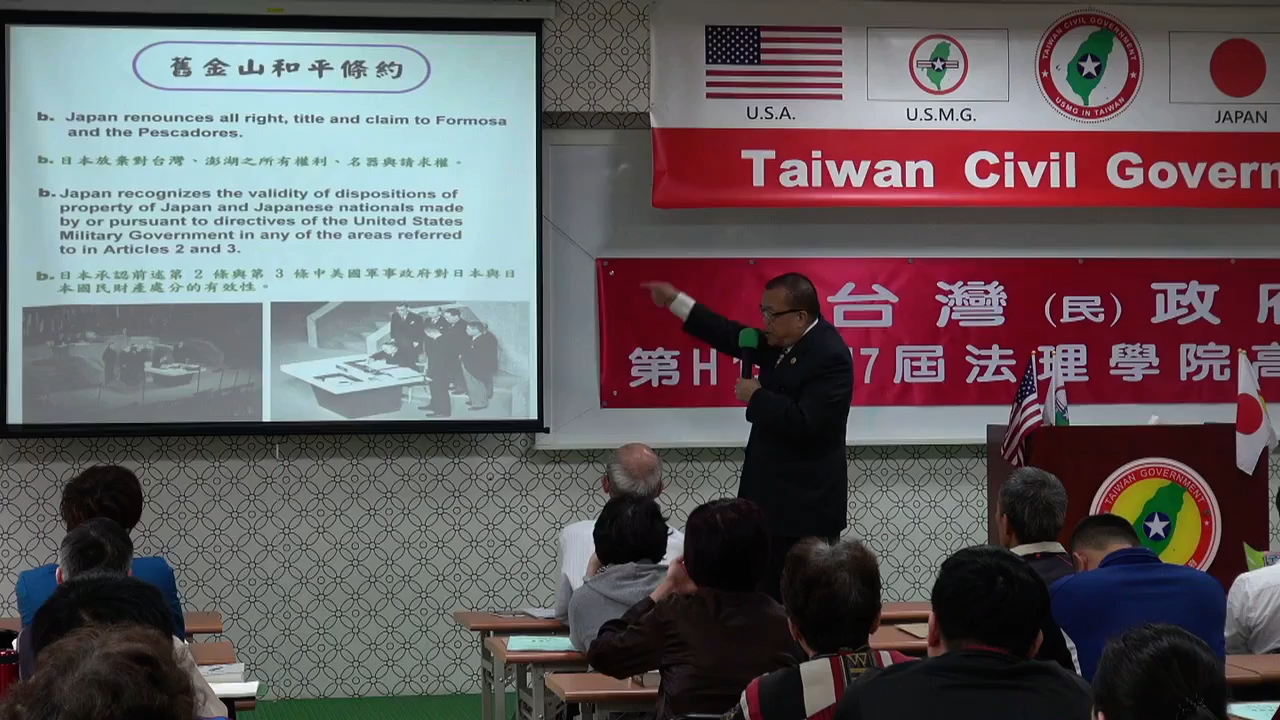 舊金山和平條約
b. Japan renounces all right, title and claim to Formosa
and the Pescadores.
b. 日本放棄對台灣、澎湖之所有權利、名器與請求權。
b. Japan recognizes the validity of dispositions of
property of Japan and Japanese nationals made
by or pursuant to directives of the United States
Military Government in any of the areas referred
to in Articles 2 and 3.
b. 日本承認前述第 2 條與第 3 條中美國軍事政府對日本與日
本國民財產處分的有效性。
U.S.A.
U.S.M.G.
TAIWAN CIVIL GOVERNMENT
USMG IN TAIWAN
JAPAN
Taiwan Civil Govern
台灣(民)政府
第H 7屆法理學院高
TAIWAN GOVERNMENT